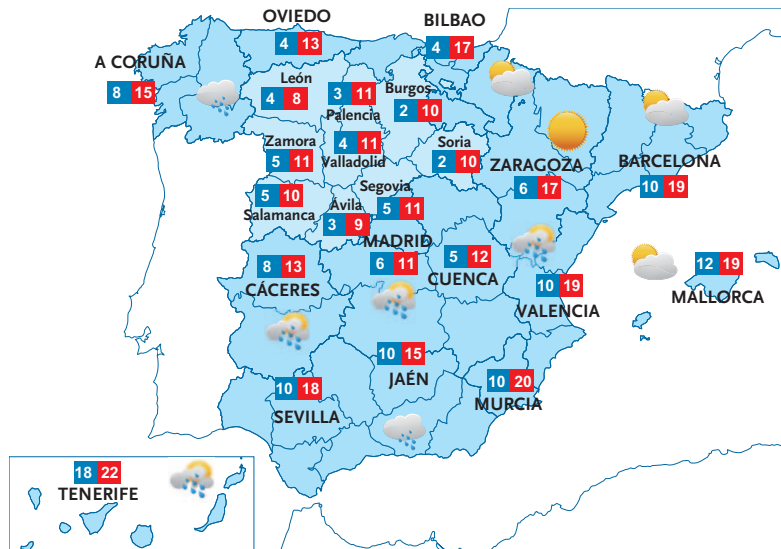 OVIEDO
4 13
BILBAO
4 17
A CORUÑA
8 15
León
4 8
3 11
Palencia
Burgos
2 10
Zamora
5 11
4 11
Valladolid
Soria
2 10
ZARAGOZA
6 17
BARCELONA
10 19
5 10
Salamanca
Ávila
3 9
Segovia
5 11
MADRID
6 11
5 12
CUENCA
8 13
CÁCERES
10 19
VALENCIA
12 19
MALLORCA
10 15
JAÉN
10 20
MURCIA
10 18
SEVILLA
18 22
TENERIFE